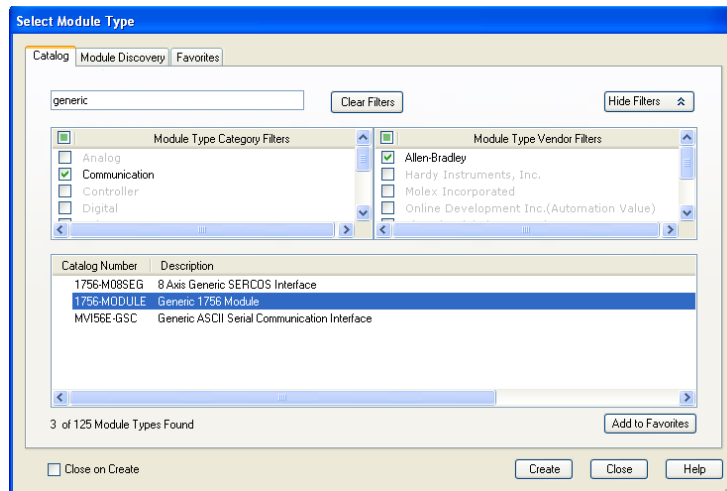 Select Module Type
Catalog Module Discovery Favorites
generic Clear Filters Hide Filters
Module Type Category Filters Module Type Vendor Filters
Analog Allen-Bradley
Communication Hardy Instruments, Inc.
Controller Molex Incorporated
Digital Online Development Inc.(Automation Value)
Catalog Number Description
1756-M08SEG 8 Axis Generic SERCOS Interface
1756-MODULE Generic 1756 Module
MVI56E-GSC Generic ASCII Serial Communication Interface
3 of 125 Module Types Found Add to Favorites
Close on Create Create Close Help